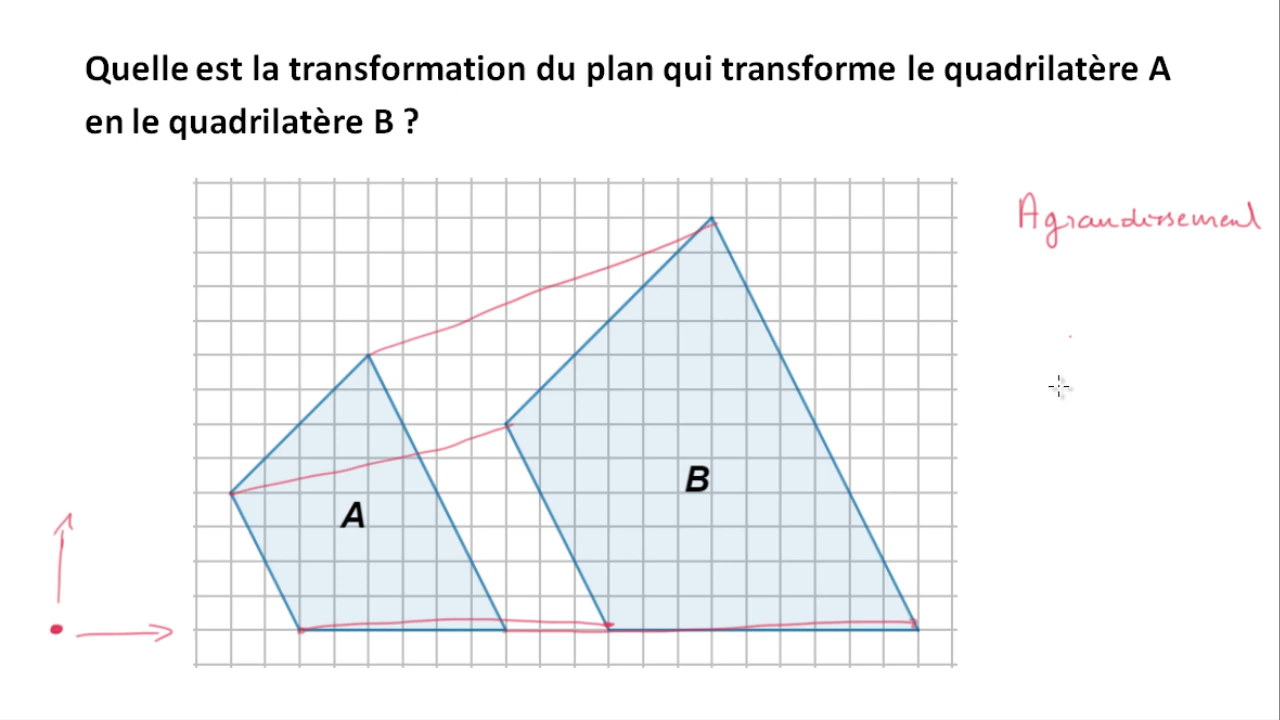 Quelle est la transformation du plan qui transforme le quadrilatère A
en le quadrilatère B ?
Agrandissement
B
A